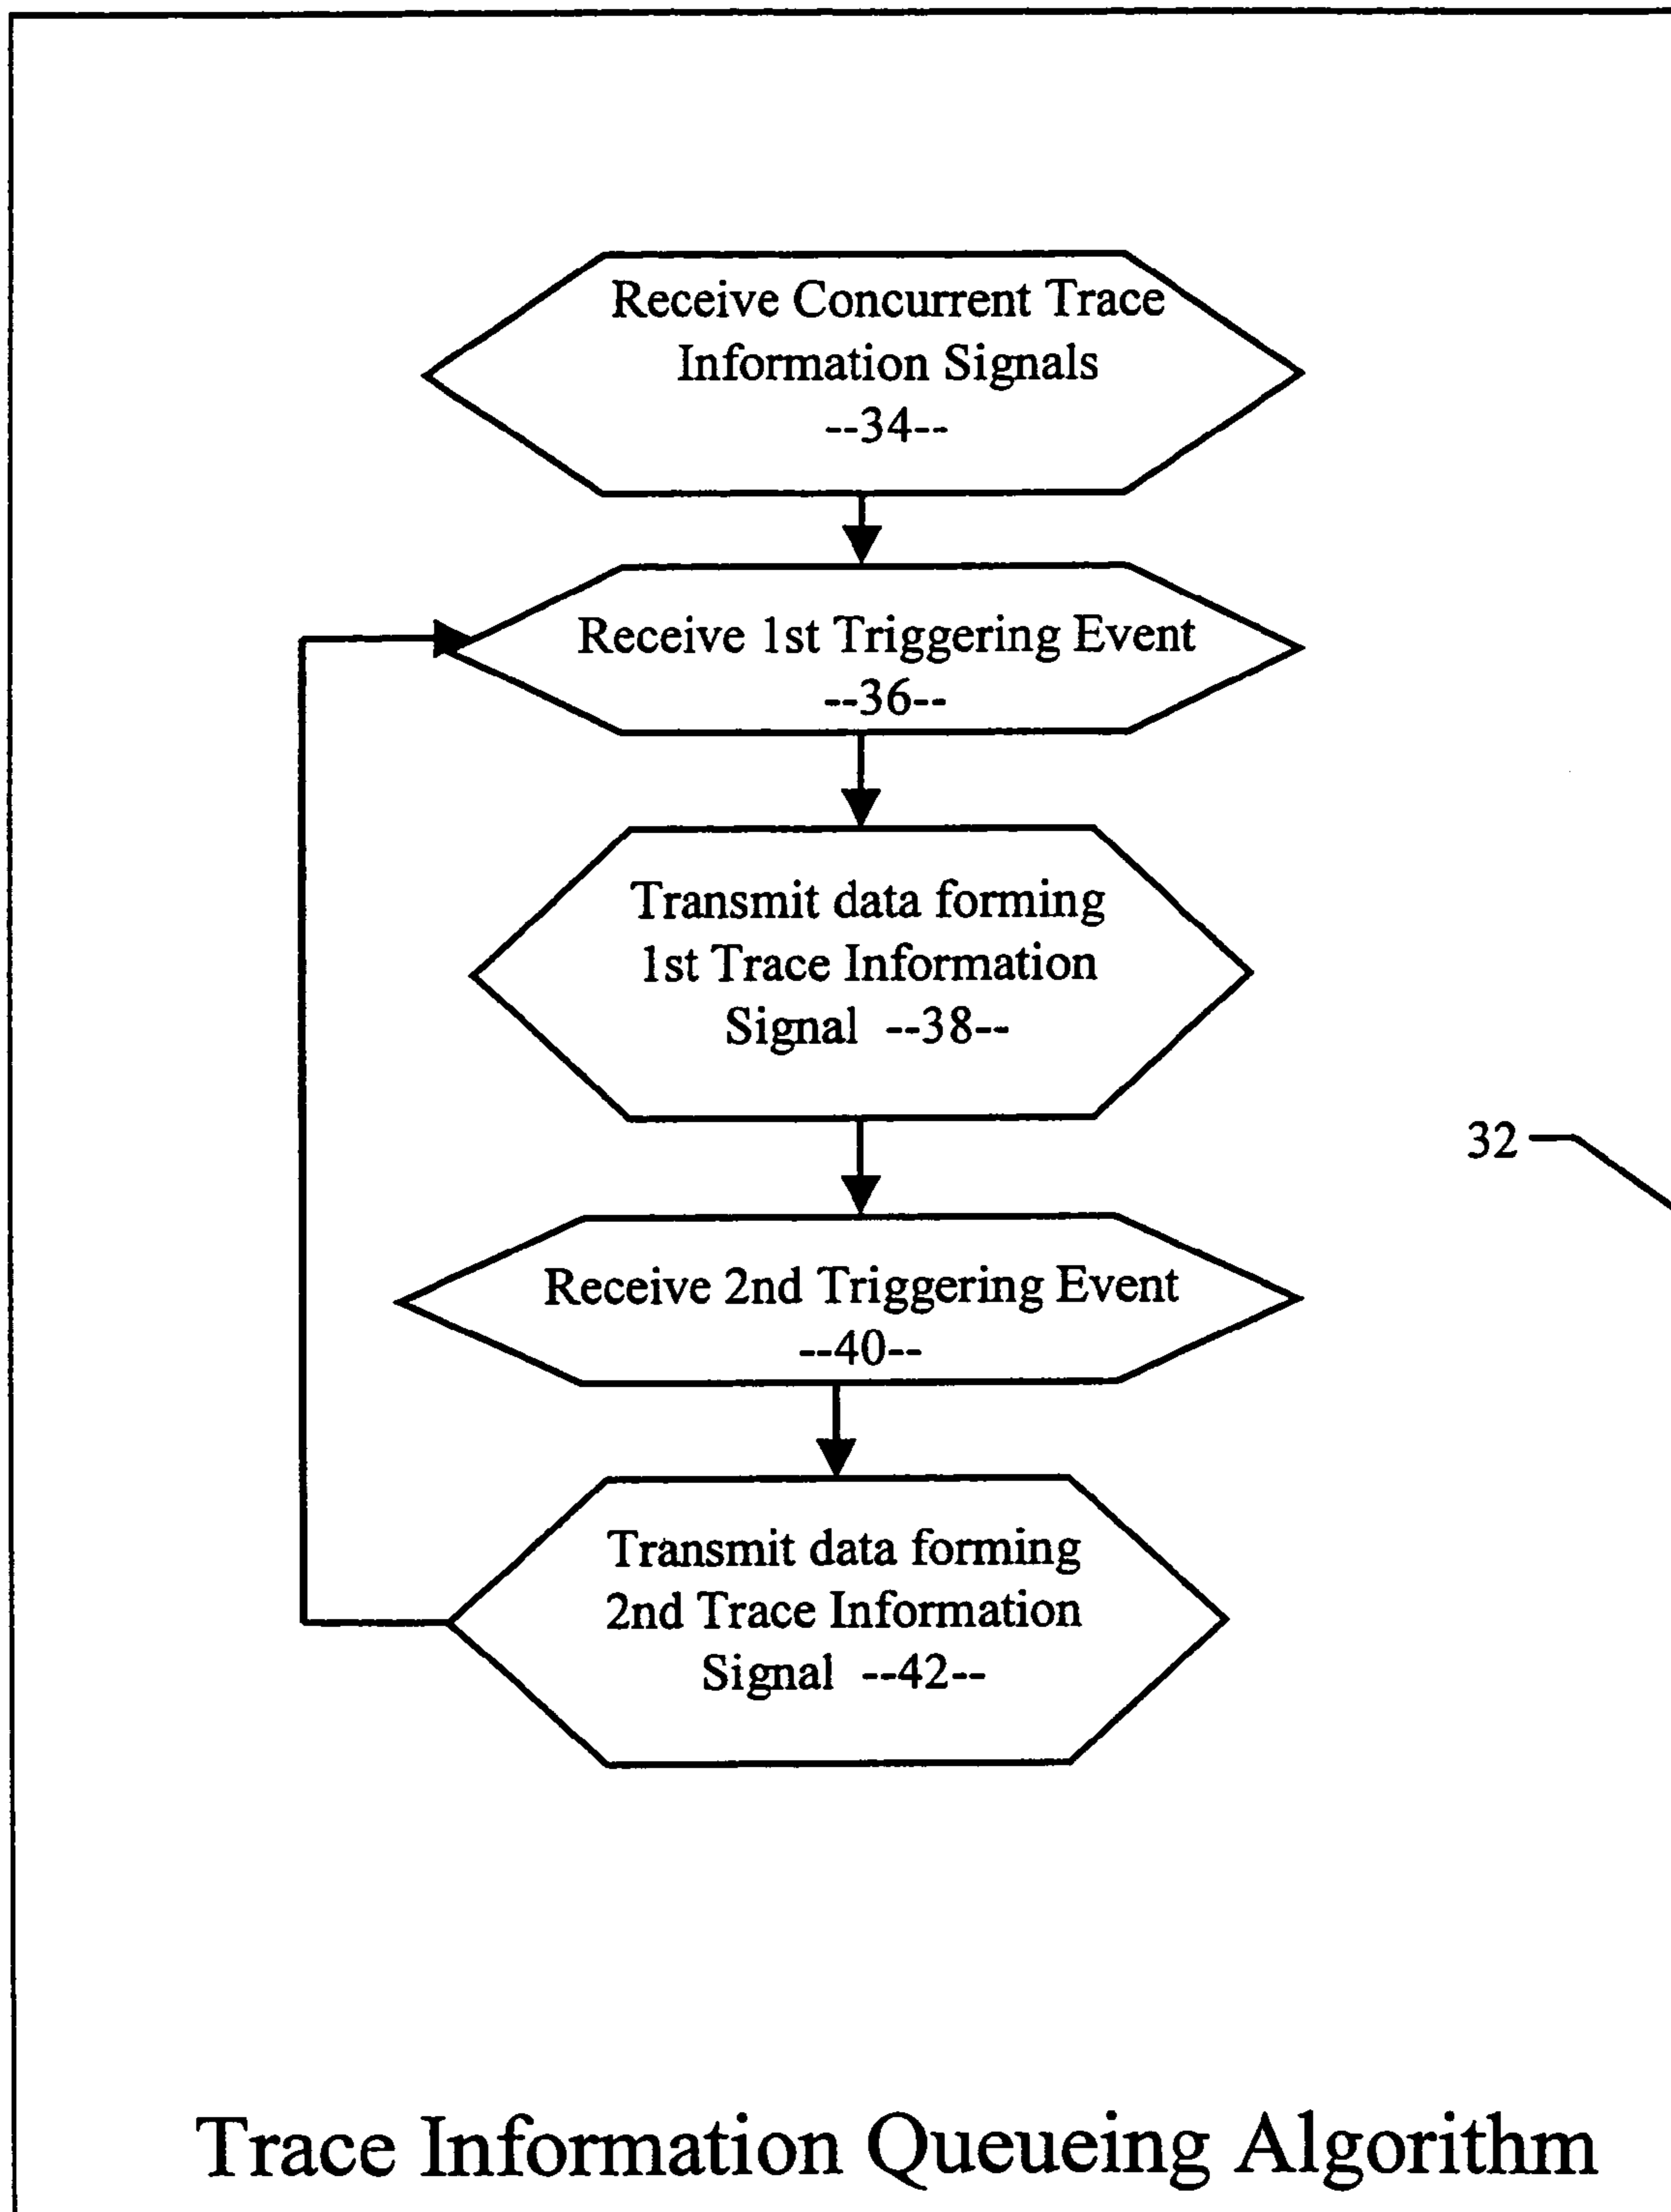 Receive Concurrent Trace
Information Signals
--34--
Receive 1st Triggering Event
--36--
Transmit data forming
1st Trace Information
Signal --38--
32
Receive 2nd Triggering Event
--40--
Transmit data forming
2nd Trace Information
Signal --42--
Trace Information Queueing Algorithm